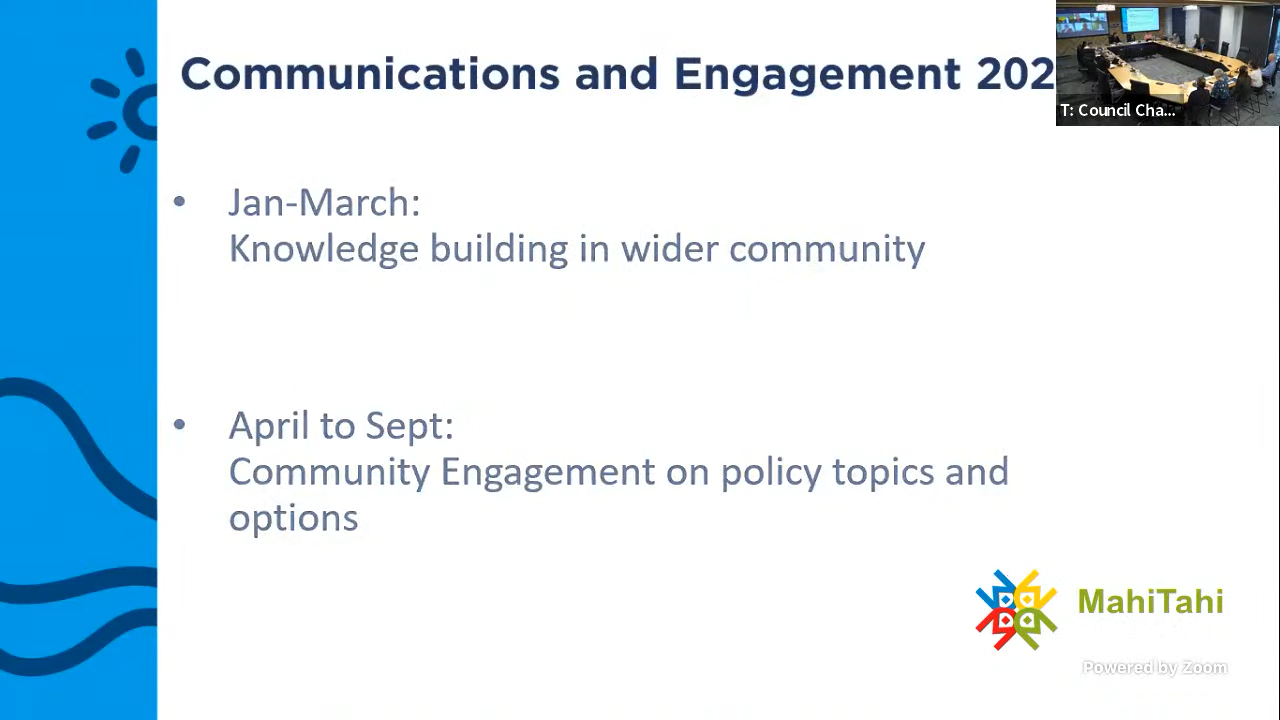 Communications and Engagement 202
T: Council Cha...
• Jan-March:
Knowledge building in wider community
• April to Sept:
Community Engagement on policy topics and
options
MahiTahi
Powered by Zoom